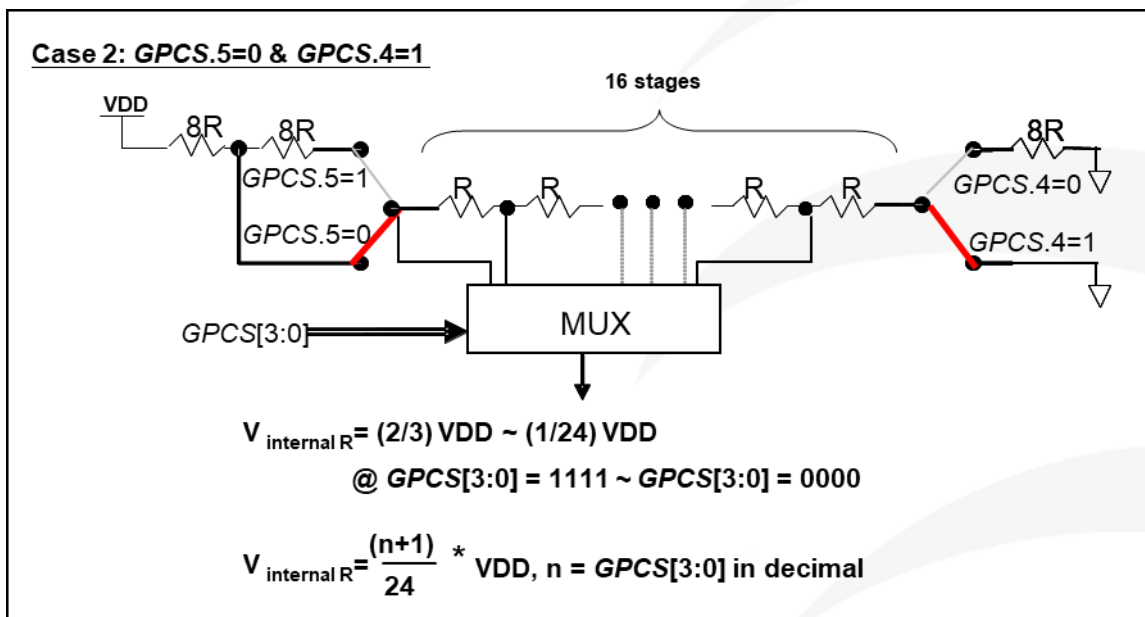 Case 2: GPCS.5=0 & GPCS.4=1
16 stages
VDD
8R
8R
8R
GPCS.5=1
R
R
R
R
GPCS.4=0
GPCS.5=0
GPCS.4=1
MUX
GPCS[3:0]
V internal R= (2/3) VDD ~ (1/24) VDD
@ GPCS[3:0] = 1111 ~ GPCS[3:0] = 0000
V internal R= (n+1)/24 * VDD, n = GPCS[3:0] in decimal